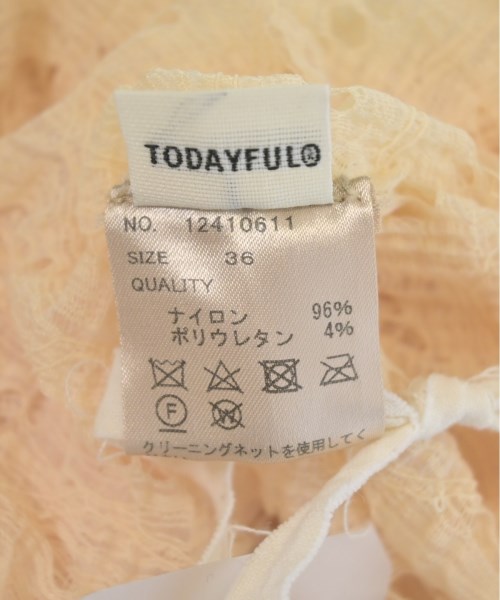 TODAYFUL®
NO. 12410611
SIZE 36
QUALITY
ナイロン 96%
ポリウレタン 4%
F W
クリーニングネットを使用してく